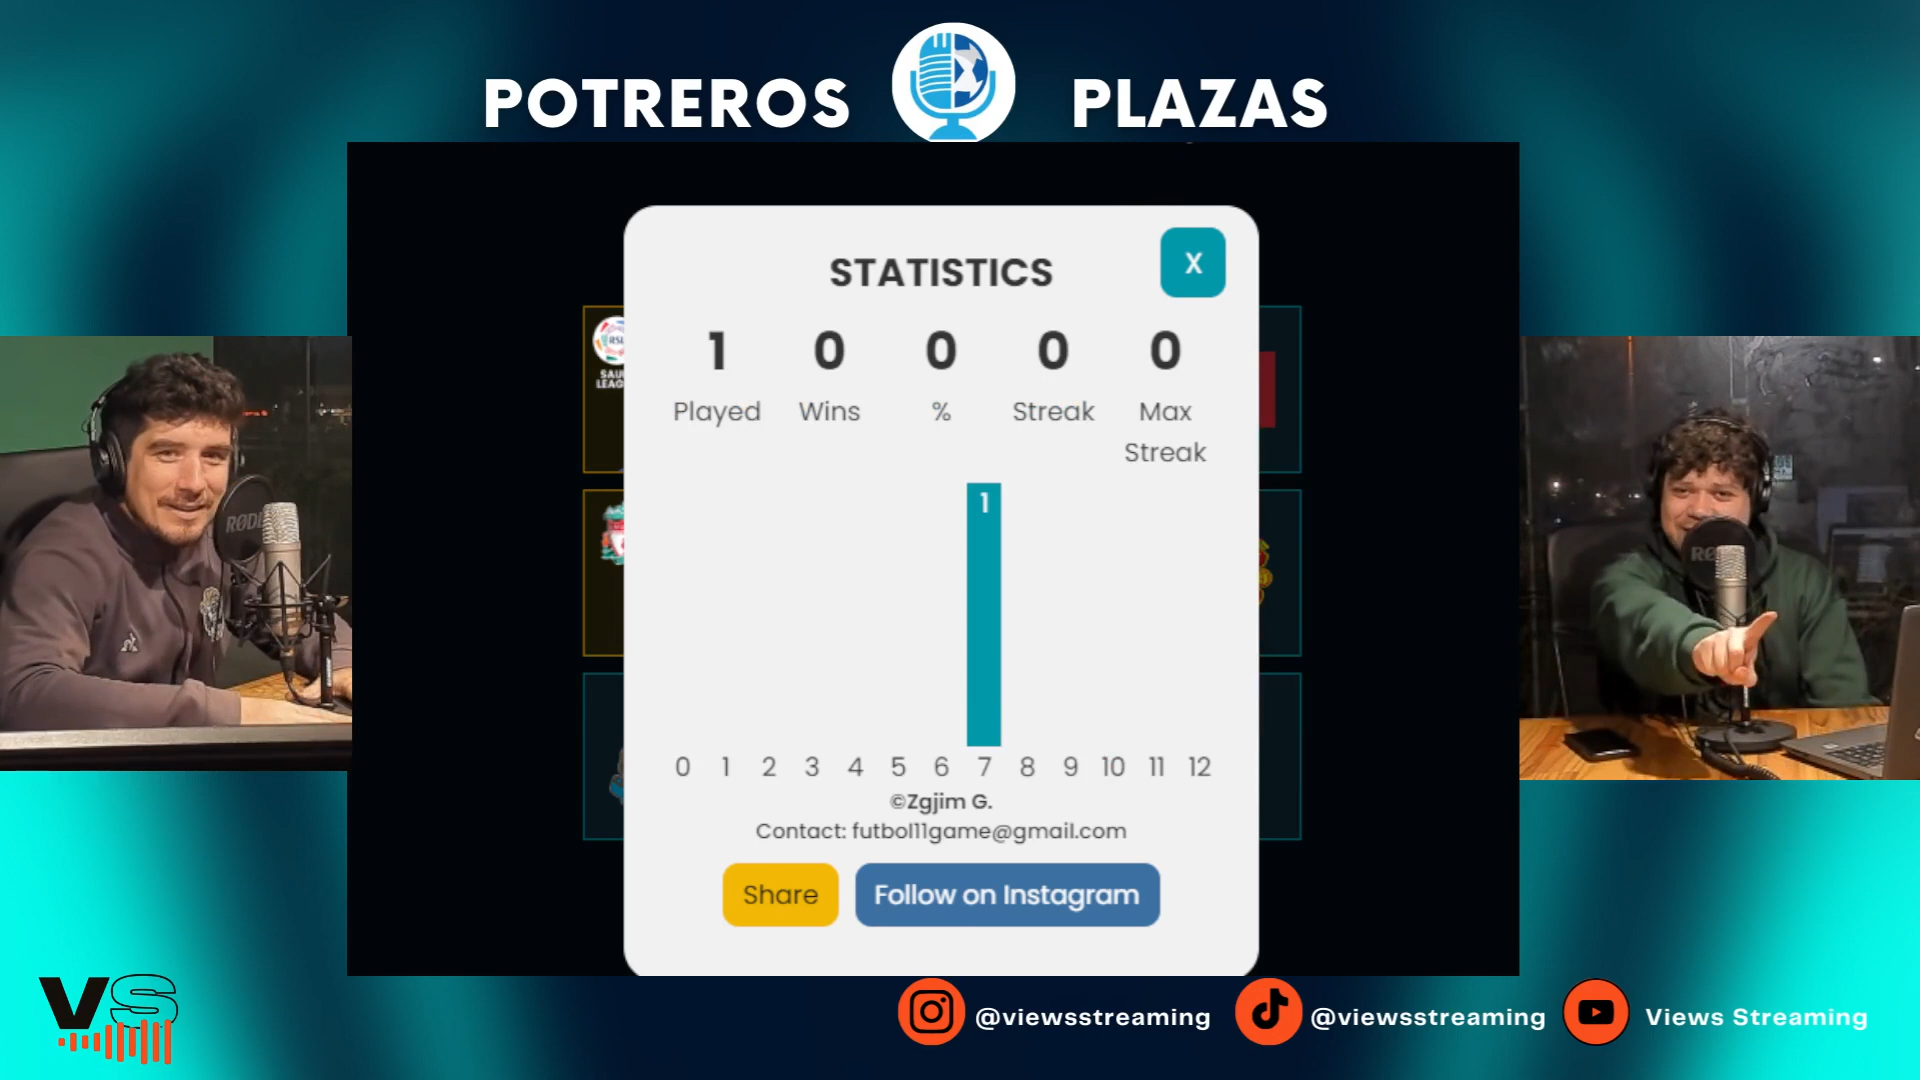 POTREROS PLAZAS
STATISTICS
X
1 0 0 0 0
Played Wins % Streak Max Streak
1
0 1 2 3 4 5 6 7 8 9 10 11 12
©Zgjim G.
Contact: futbol11game@gmail.com
Share Follow on Instagram
RØDE
VS
@viewsstreaming @viewsstreaming Views Streaming